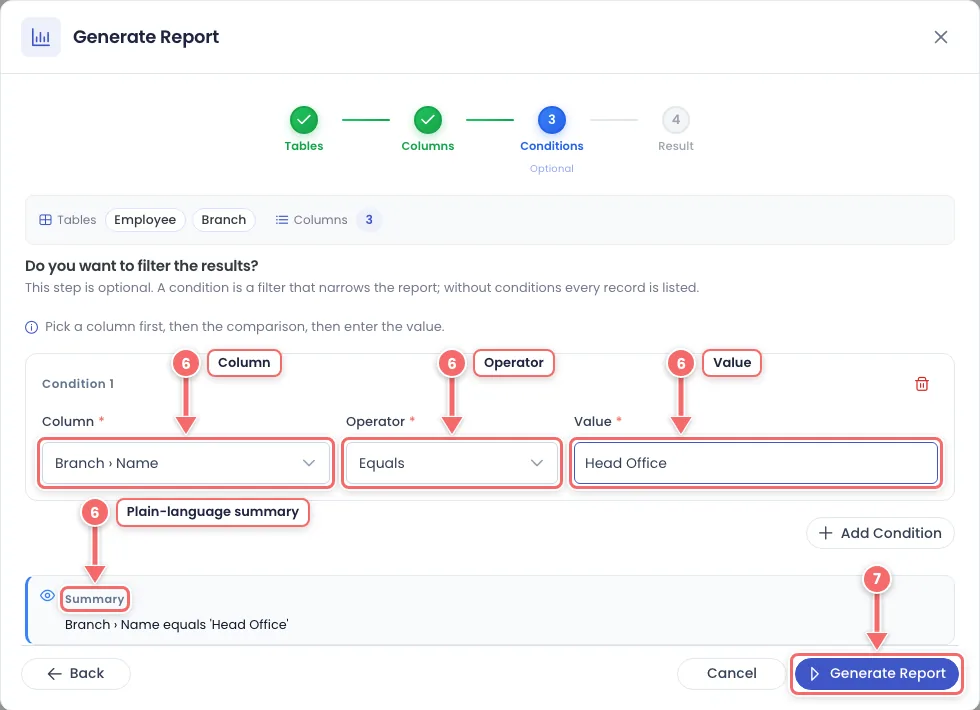 Generate Report
3
4
Tables
Columns
Conditions
Result
Optional
Tables Employee Branch Columns 3
Do you want to filter the results?
This step is optional. A condition is a filter that narrows the report; without conditions every record is listed.
Pick a column first, then the comparison, then enter the value.
6 Column
6 Operator
6 Value
Condition 1
Column *
Operator *
Value *
Branch › Name
Equals
Head Office
6 Plain-language summary
Add Condition
7
Summary
Branch › Name equals 'Head Office'
Back
Cancel
Generate Report